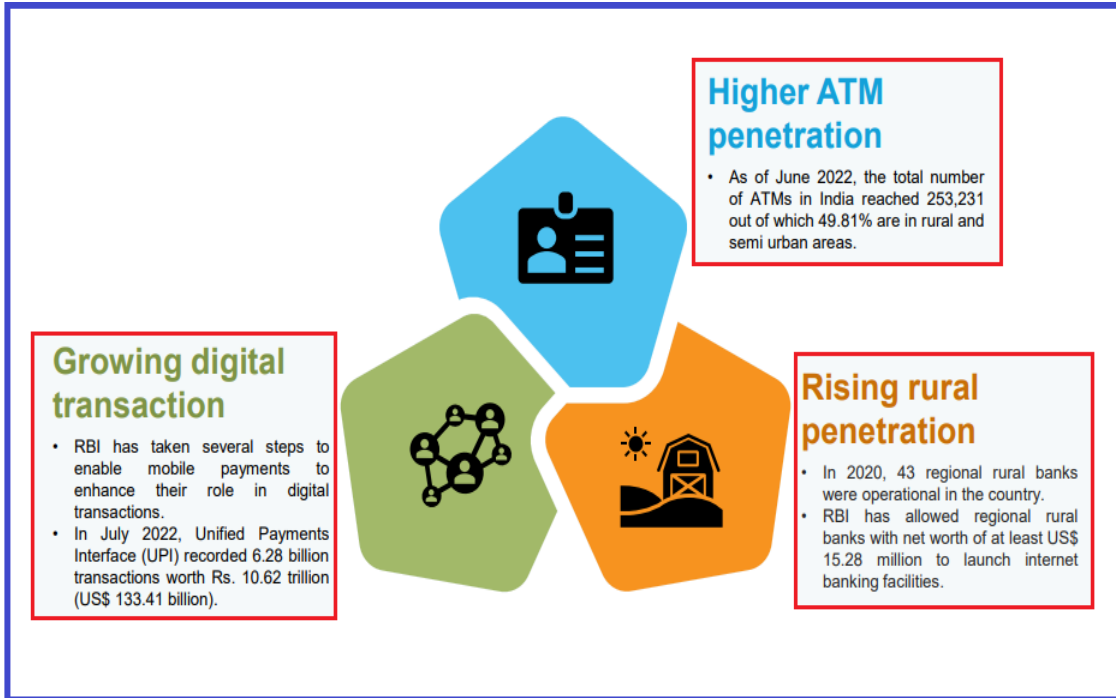 Higher ATM
penetration
• As of June 2022, the total number
of ATMs in India reached 253,231
out of which 49.81% are in rural and
semi urban areas.
Growing digital
transaction
• RBI has taken several steps to
enable mobile payments to
enhance their role in digital
transactions.
• In July 2022, Unified Payments
Interface (UPI) recorded 6.28 billion
transactions worth Rs. 10.62 trillion
(US$ 133.41 billion).
Rising rural
penetration
• In 2020, 43 regional rural banks
were operational in the country.
• RBI has allowed regional rural
banks with net worth of at least US$
15.28 million to launch internet
banking facilities.